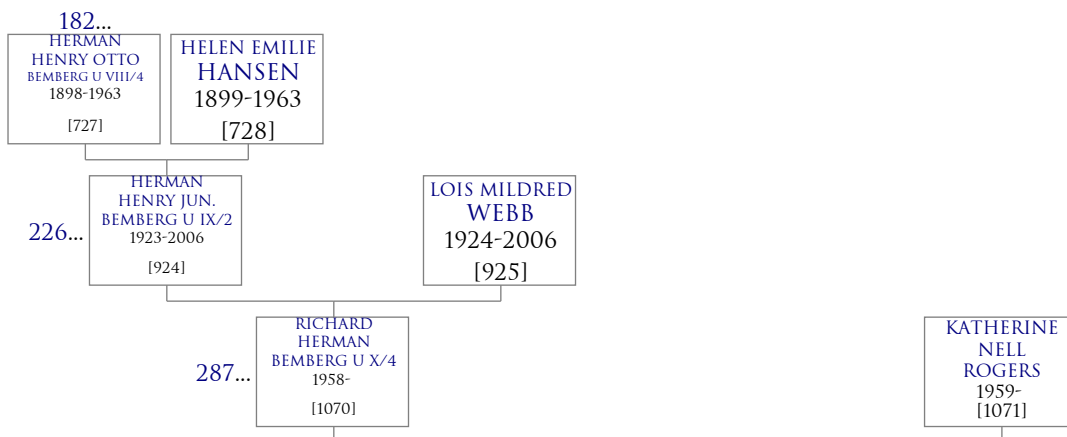 182...
HERMAN
HENRY OTTO
BEMBERG U VIII/4
1898-1963
[727]
HELEN EMILIE
HANSEN
1899-1963
[728]
HERMAN
HENRY JUN.
BEMBERG U IX/2
1923-2006
[924]
226...
LOIS MILDRED
WEBB
1924-2006
[925]
RICHARD
HERMAN
BEMBERG U X/4
1958-
[1070]
287...
KATHERINE
NELL
ROGERS
1959-
[1071]